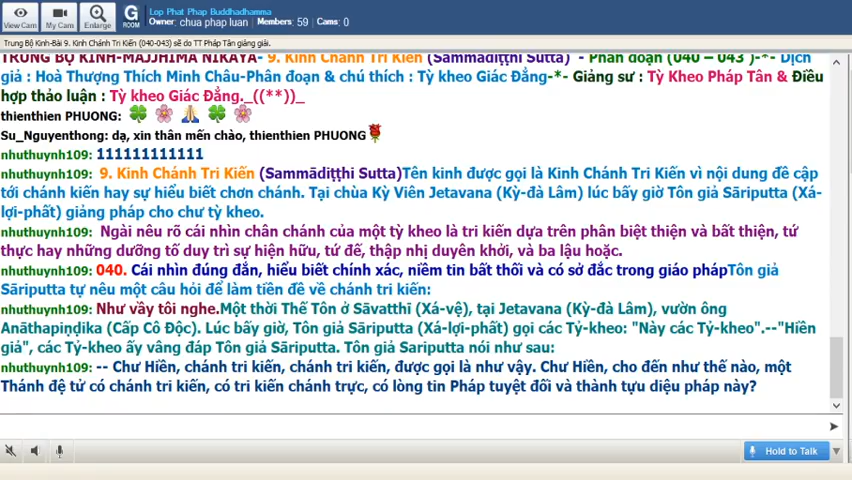 Lop Phat Phap Buddhadhamma
Owner: chua phap luan Members: 59 Cams: 0
View Cam
My Cam
Enlarge
G ROOM
Trung Bộ Kinh-Bài 9. Kinh Chánh Tri Kiến (040-043) sẽ do TT Pháp Tân giảng giải.
TRUNG BỘ KINH-MAJJHIMA NIKAYA- 9. Kinh Chánh Tri Kiến (Sammādiṭṭhi Sutta) - Phân đoạn (040 – 043 )-*- Dịch
giả : Hoà Thượng Thích Minh Châu-Phân đoạn & chú thích : Tỳ kheo Giác Đẳng-*- Giảng sư : Tỳ Kheo Pháp Tân & Điều
hợp thảo luận : Tỳ kheo Giác Đẳng._((**))_
thienthien PHUONG:
Su_Nguyenthong: dạ, xin thân mến chào, thienthien PHUONG
nhuthuynh109: 111111111111
nhuthuynh109: 9. Kinh Chánh Tri Kiến (Sammādiṭṭhi Sutta)Tên kinh được gọi là Kinh Chánh Tri Kiến vì nội dung đề cập
tới chánh kiến hay sự hiểu biết chơn chánh. Tại chùa Kỳ Viên Jetavana (Kỳ-đà Lâm) lúc bấy giờ Tôn giả Sāriputta (Xá-
lợi-phất) giảng pháp cho chư tỳ kheo.
nhuthuynh109: Ngài nêu rõ cái nhìn chân chánh của một tỳ kheo là tri kiến dựa trên phân biệt thiện và bất thiện, tứ
thực hay những dưỡng tố duy trì sự hiện hữu, tứ đế, thập nhị duyên khởi, và ba lậu hoặc.
nhuthuynh109: 040. Cái nhìn đúng đắn, hiểu biết chính xác, niềm tin bất thối và có sở đắc trong giáo phápTôn giả
Sāriputta tự nêu một câu hỏi để làm tiền đề về chánh tri kiến:
nhuthuynh109: Như vầy tôi nghe.Một thời Thế Tôn ở Sāvatthī (Xá-vệ), tại Jetavana (Kỳ-đà Lâm), vườn ông
Anāthapiṇḍika (Cấp Cô Độc). Lúc bấy giờ, Tôn giả Sāriputta (Xá-lợi-phất) gọi các Tỷ-kheo: "Này các Tỷ-kheo".--"Hiền
giả", các Tỷ-kheo ấy vâng đáp Tôn giả Sāriputta. Tôn giả Sariputta nói như sau:
nhuthuynh109: -- Chư Hiền, chánh tri kiến, chánh tri kiến, được gọi là như vậy. Chư Hiền, cho đến như thế nào, một
Thánh đệ tử có chánh tri kiến, có tri kiến chánh trực, có lòng tin Pháp tuyệt đối và thành tựu diệu pháp này?
Hold to Talk